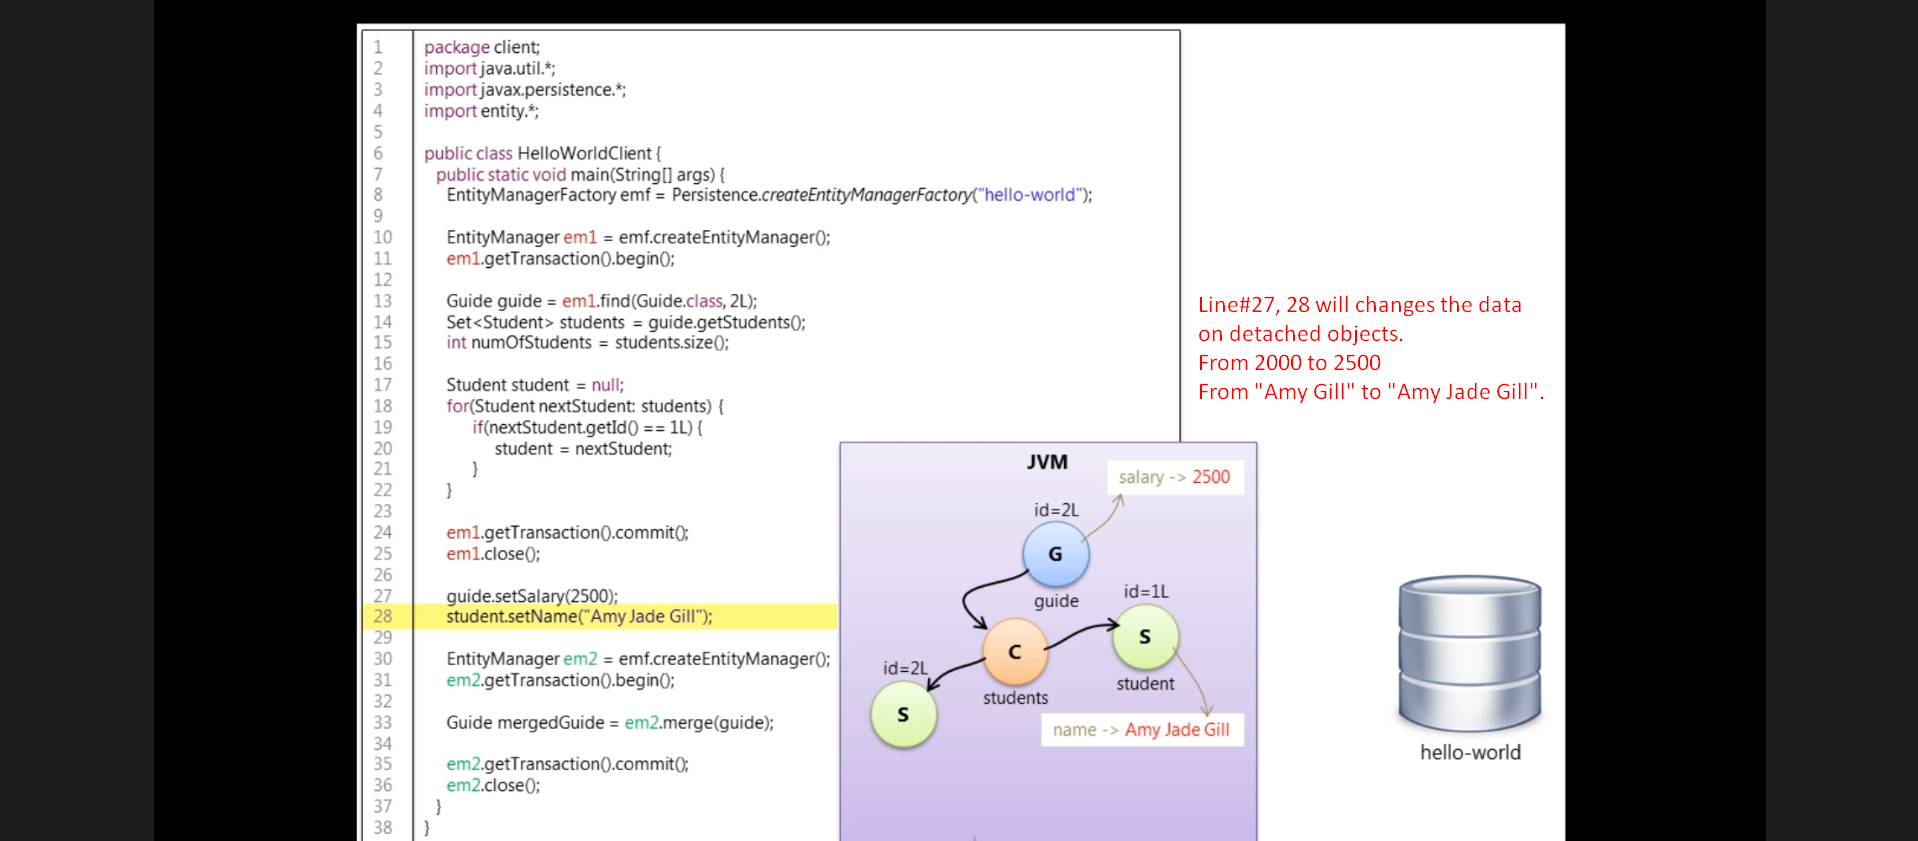 1 package client;
2 import java.util.*;
3 import javax.persistence.*;
4 import entity.*;
5
6 public class HelloWorldClient {
7 public static void main(String[] args) {
8 EntityManagerFactory emf = Persistence.createEntityManagerFactory("hello-world");
9
10 EntityManager em1 = emf.createEntityManager();
11 em1.getTransaction().begin();
12
13 Guide guide = em1.find(Guide.class, 2L);
14 Set<Student> students = guide.getStudents();
15 int numOfStudents = students.size();
16
17 Student student = null;
18 for(Student nextStudent: students) {
19 if(nextStudent.getId() == 1L) {
20 student = nextStudent;
21 }
22 }
23
24 em1.getTransaction().commit();
25 em1.close();
26
27 guide.setSalary(2500);
28 student.setName("Amy Jade Gill");
29
30 EntityManager em2 = emf.createEntityManager();
31 em2.getTransaction().begin();
32
33 Guide mergedGuide = em2.merge(guide);
34
35 em2.getTransaction().commit();
36 em2.close();
37 }
38 }
Line#27, 28 will changes the data
on detached objects.
From 2000 to 2500
From "Amy Gill" to "Amy Jade Gill".
JVM
salary -> 2500
id=2L
G
guide
id=1L
S
student
C
students
id=2L
S
name -> Amy Jade Gill
hello-world